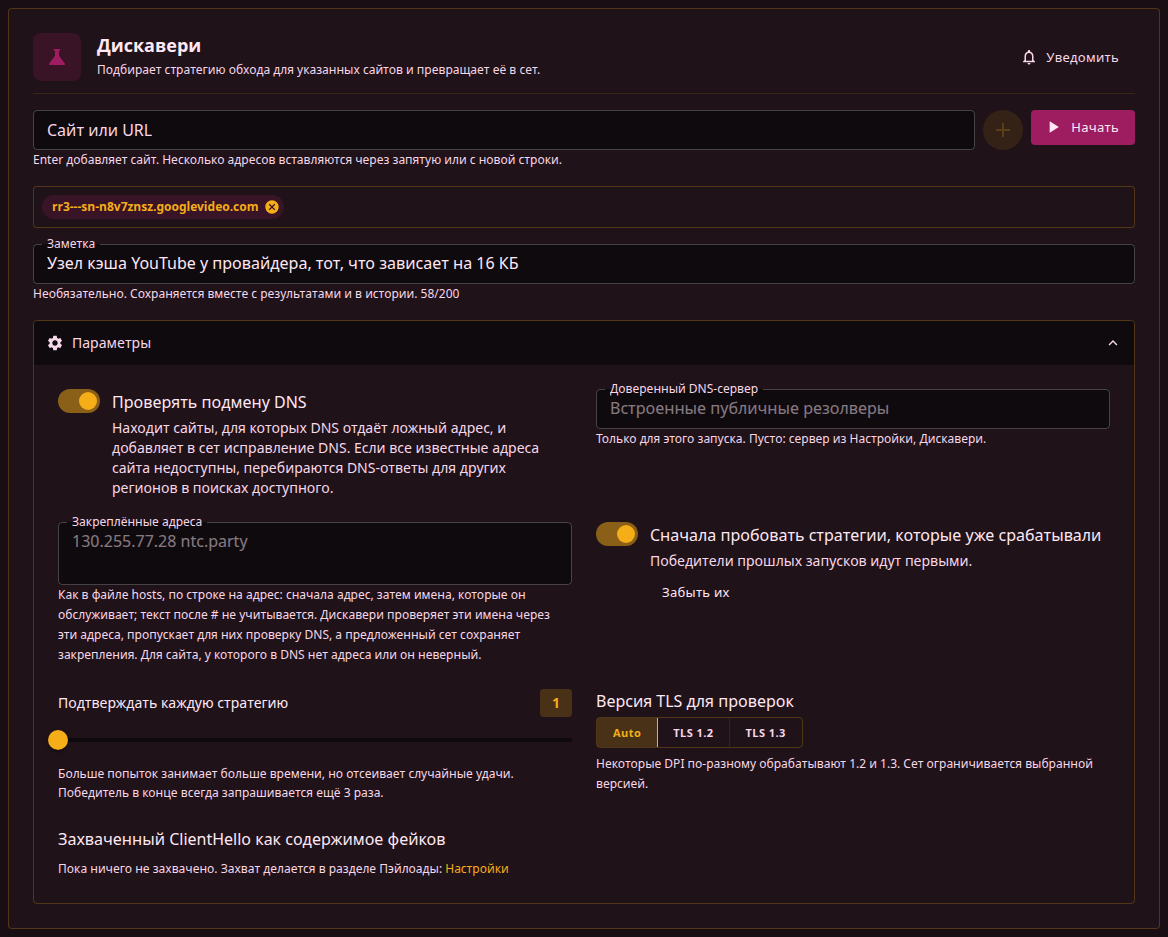 Дискавери
Подбирает стратегию обхода для указанных сайтов и превращает её в сет.
Уведомить
Сайт или URL
Начать
Enter добавляет сайт. Несколько адресов вставляются через запятую или с новой строки.
rr3---sn-n8v7znsz.googlevideo.com
Заметка
Узел кэша YouTube у провайдера, тот, что зависает на 16 КБ
Необязательно. Сохраняется вместе с результатами и в истории. 58/200
Параметры
Проверять подмену DNS
Находит сайты, для которых DNS отдаёт ложный адрес, и
добавляет в сет исправление DNS. Если все известные адреса
сайта недоступны, перебираются DNS-ответы для других
регионов в поисках доступного.
Доверенный DNS-сервер
Встроенные публичные резолверы
Только для этого запуска. Пусто: сервер из Настройки, Дискавери.
Закреплённые адреса
130.255.77.28 ntc.party
Как в файле hosts, по строке на адрес: сначала адрес, затем имена, которые он
обслуживает; текст после # не учитывается. Дискавери проверяет эти имена через
эти адреса, пропускает для них проверку DNS, а предложенный сет сохраняет
закрепления. Для сайта, у которого в DNS нет адреса или он неверный.
Сначала пробовать стратегии, которые уже срабатывали
Победители прошлых запусков идут первыми.
Забыть их
Подтверждать каждую стратегию
1
Больше попыток занимает больше времени, но отсеивает случайные удачи.
Победитель в конце всегда запрашивается ещё 3 раза.
Версия TLS для проверок
Auto
TLS 1.2
TLS 1.3
Некоторые DPI по-разному обрабатывают 1.2 и 1.3. Сет ограничивается выбранной
версией.
Захваченный ClientHello как содержимое фейков
Пока ничего не захвачено. Захват делается в разделе Пэйлоады: Настройки